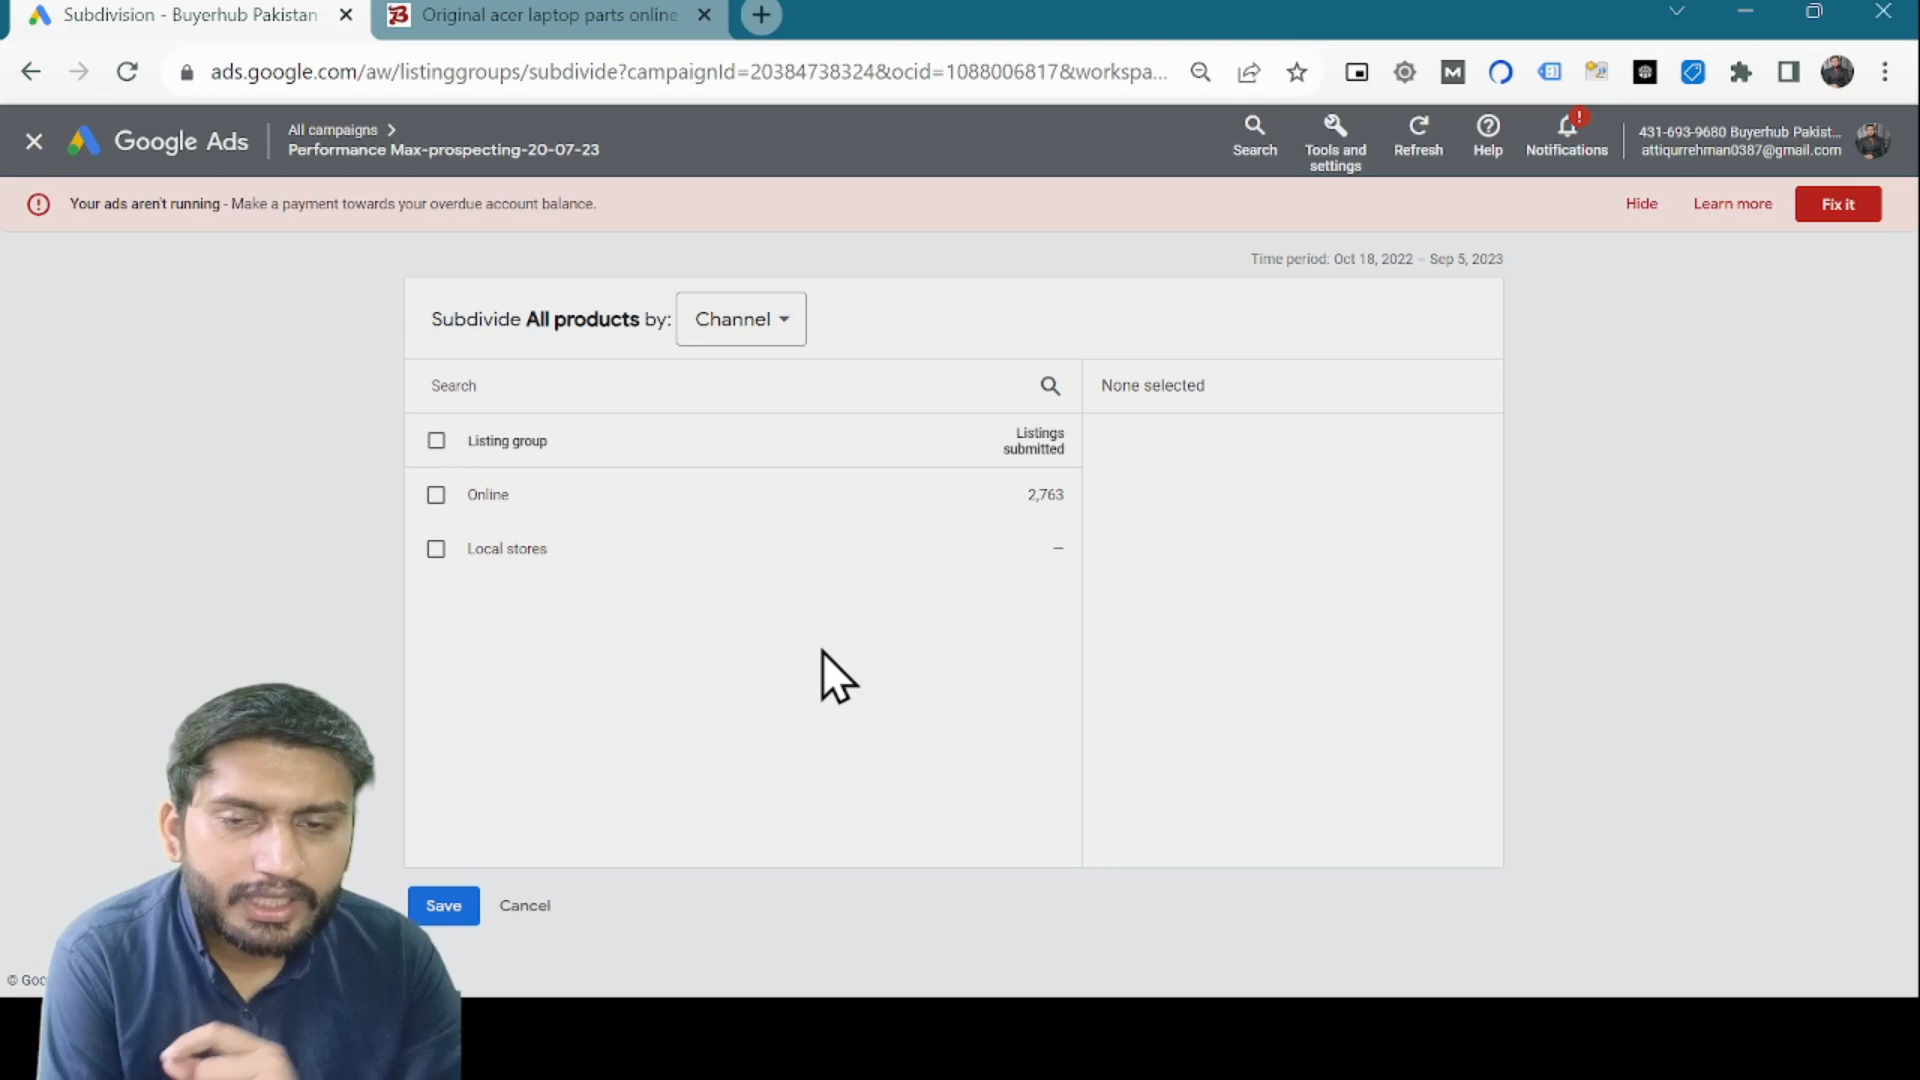 Subdivision - Buyerhub Pakistan
Original acer laptop parts online
ads.google.com/aw/listinggroups/subdivide?campaignId=20384738324&ocid=1088006817&workspa...
Google Ads
All campaigns
Performance Max-prospecting-20-07-23
Search
Tools and
settings
Refresh
Help
Notifications
431-693-9680 Buyerhub Pakist...
attiqurrehman0387@gmail.com
Your ads aren't running - Make a payment towards your overdue account balance.
Hide
Learn more
Fix it
Time period: Oct 18, 2022 – Sep 5, 2023
Subdivide All products by:
Channel
Search
None selected
Listing group
Listings
submitted
Online
2,763
Local stores
–
Save
Cancel
© Goo